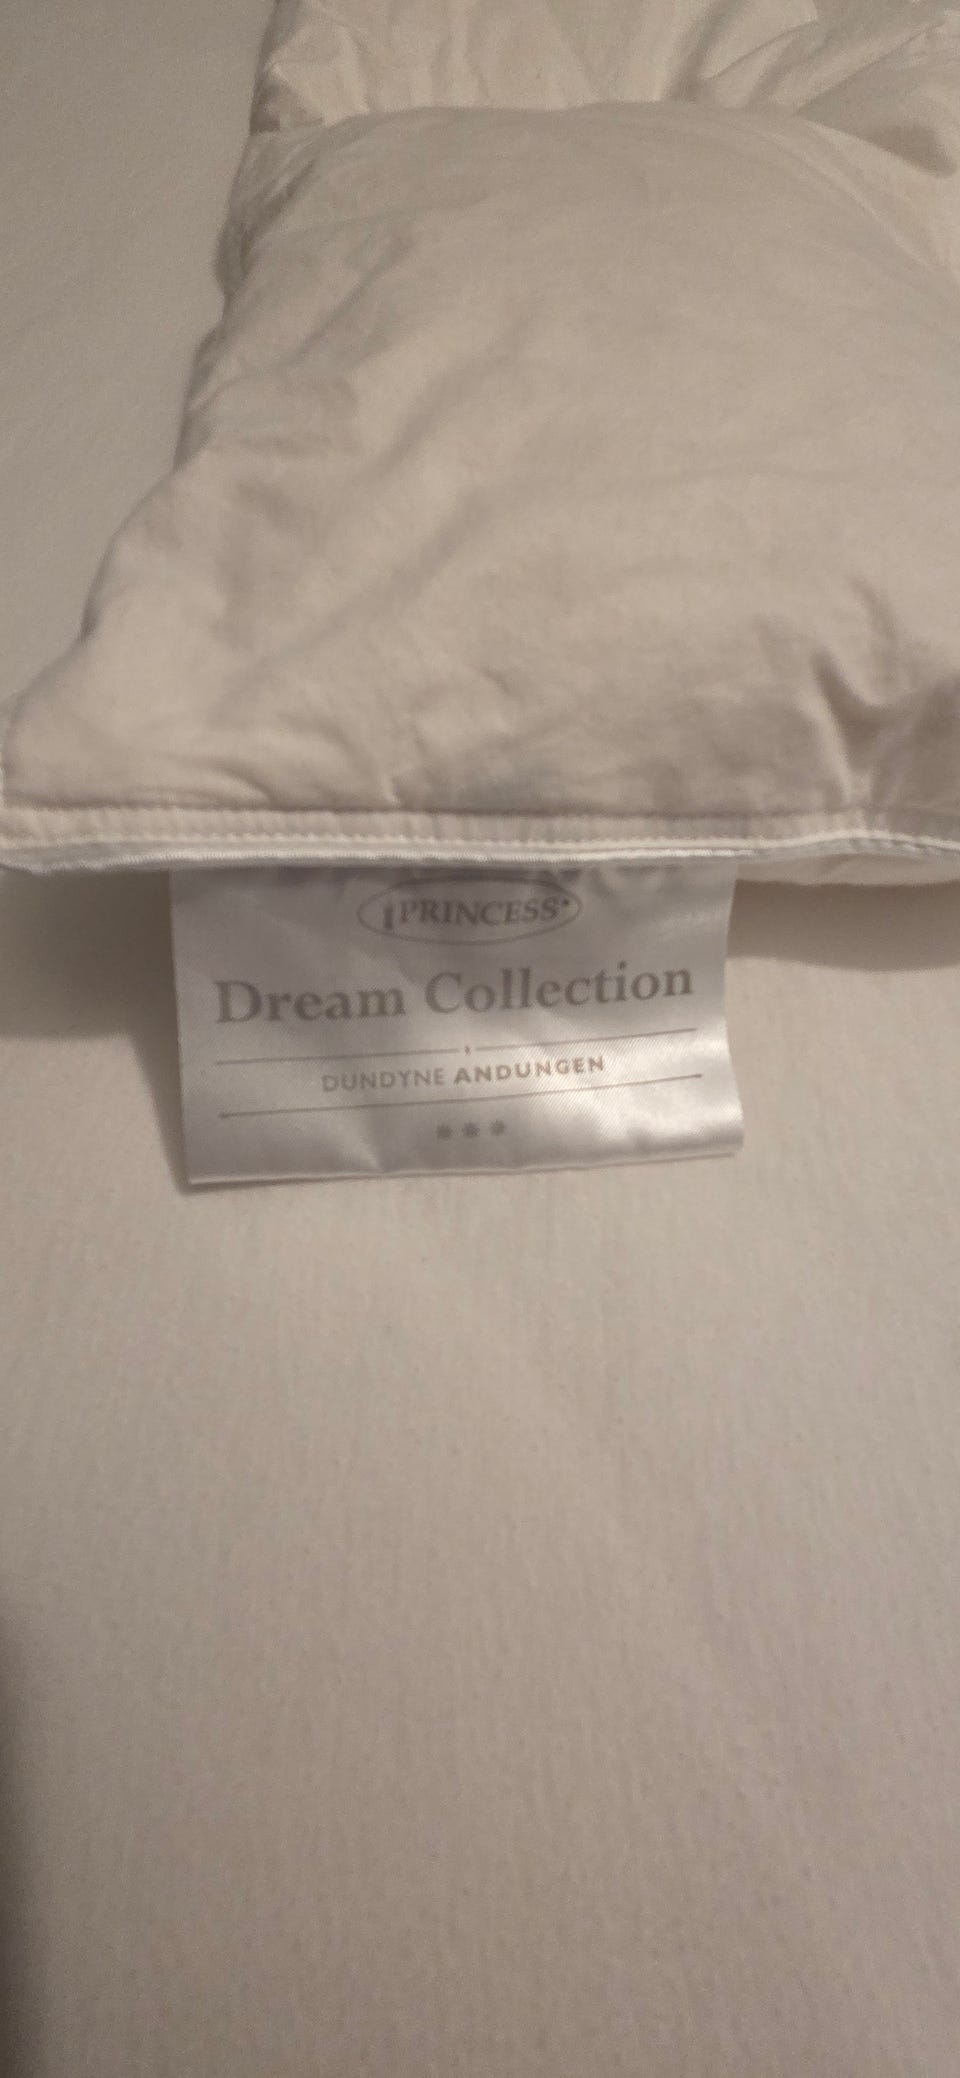 PRINCESS
Dream Collection
DUNDYNE ANDUNGEN
***